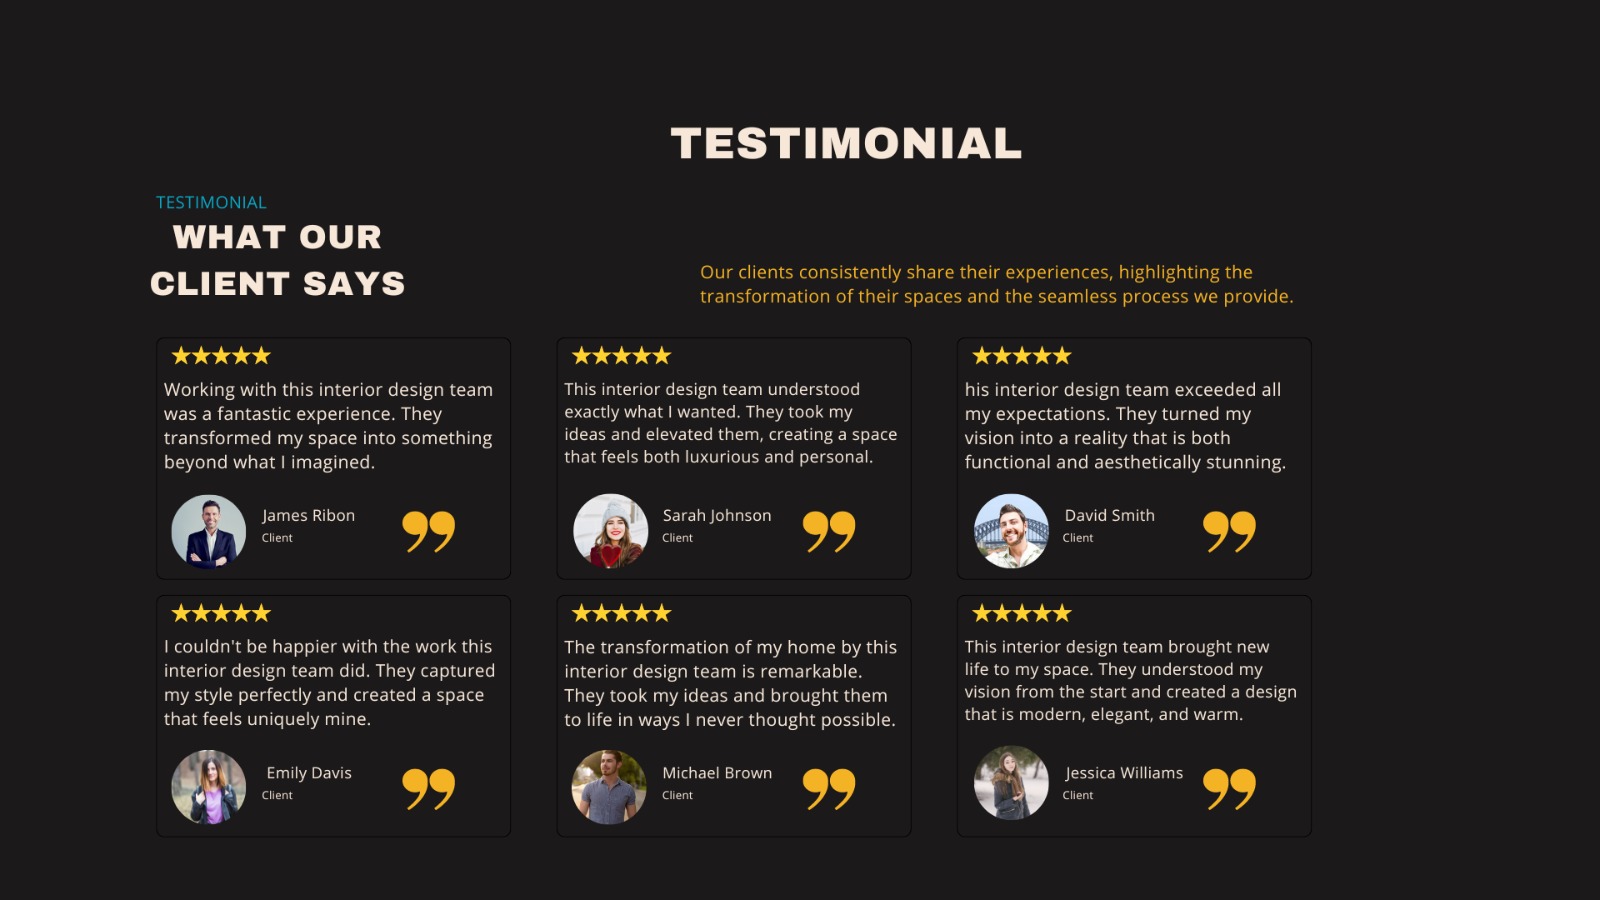 TESTIMONIAL
TESTIMONIAL
WHAT OUR
CLIENT SAYS
Our clients consistently share their experiences, highlighting the
transformation of their spaces and the seamless process we provide.
Working with this interior design team
was a fantastic experience. They
transformed my space into something
beyond what I imagined.
James Ribon
Client
This interior design team understood
exactly what I wanted. They took my
ideas and elevated them, creating a space
that feels both luxurious and personal.
Sarah Johnson
Client
his interior design team exceeded all
my expectations. They turned my
vision into a reality that is both
functional and aesthetically stunning.
David Smith
Client
I couldn't be happier with the work this
interior design team did. They captured
my style perfectly and created a space
that feels uniquely mine.
Emily Davis
Client
The transformation of my home by this
interior design team is remarkable.
They took my ideas and brought them
to life in ways I never thought possible.
Michael Brown
Client
This interior design team brought new
life to my space. They understood my
vision from the start and created a design
that is modern, elegant, and warm.
Jessica Williams
Client